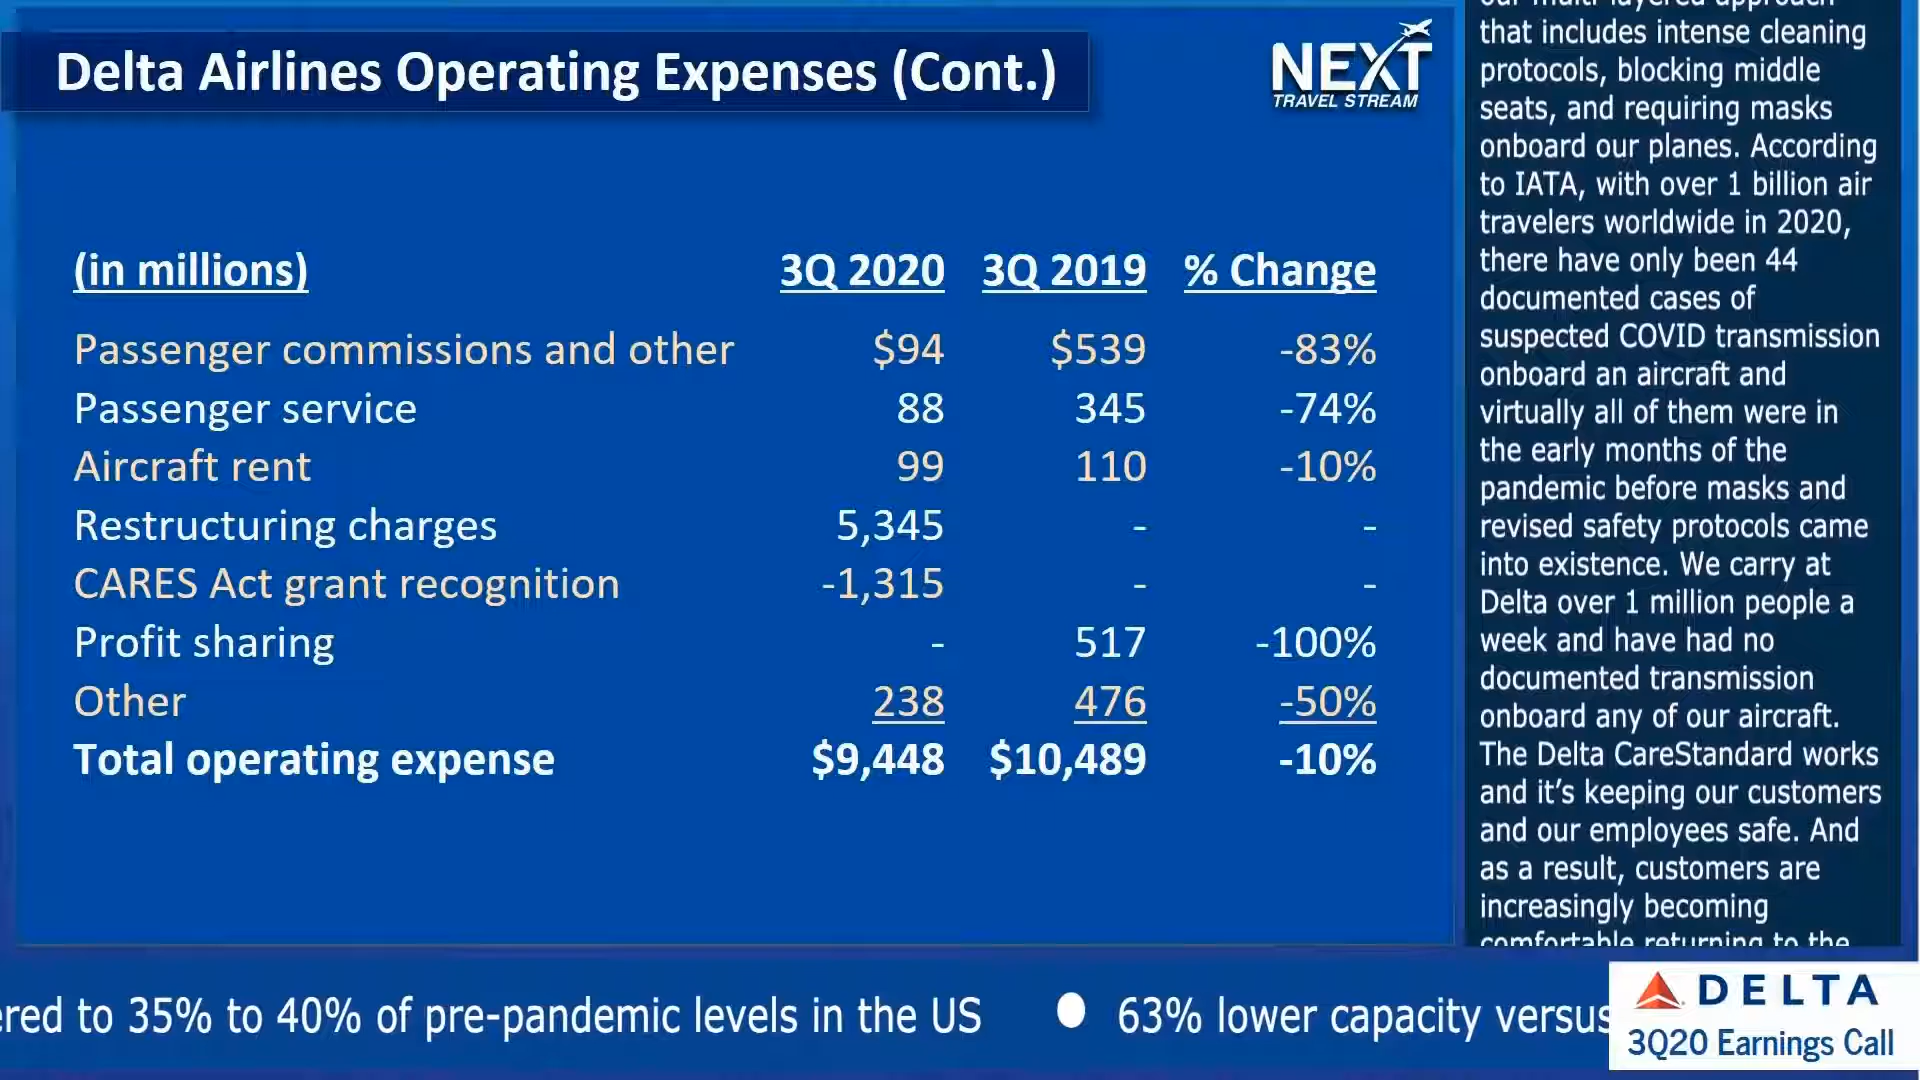 Delta Airlines Operating Expenses (Cont.)
NEXT
TRAVEL STREAM
(in millions) 3Q 2020 3Q 2019 % Change
Passenger commissions and other $94 $539 -83%
Passenger service 88 345 -74%
Aircraft rent 99 110 -10%
Restructuring charges 5,345 - -
CARES Act grant recognition -1,315 - -
Profit sharing - 517 -100%
Other 238 476 -50%
Total operating expense $9,448 $10,489 -10%
our multi-layered approach
that includes intense cleaning
protocols, blocking middle
seats, and requiring masks
onboard our planes. According
to IATA, with over 1 billion air
travelers worldwide in 2020,
there have only been 44
documented cases of
suspected COVID transmission
onboard an aircraft and
virtually all of them were in
the early months of the
pandemic before masks and
revised safety protocols came
into existence. We carry at
Delta over 1 million people a
week and have had no
documented transmission
onboard any of our aircraft.
The Delta CareStandard works
and it’s keeping our customers
and our employees safe. And
as a result, customers are
increasingly becoming
comfortable returning to the
ered to 35% to 40% of pre-pandemic levels in the US ● 63% lower capacity versus
DELTA
3Q20 Earnings Call